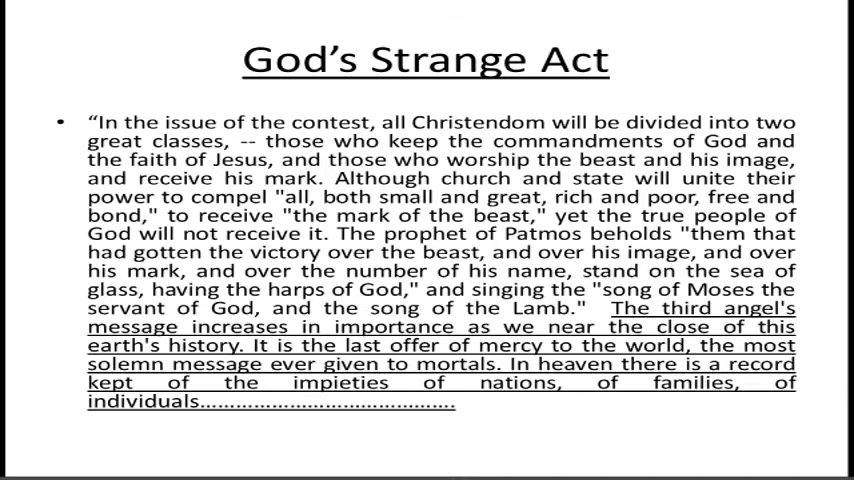 God’s Strange Act
• “In the issue of the contest, all Christendom will be divided into two
great classes, -- those who keep the commandments of God and
the faith of Jesus, and those who worship the beast and his image,
and receive his mark. Although church and state will unite their
power to compel "all, both small and great, rich and poor, free and
bond," to receive "the mark of the beast," yet the true people of
God will not receive it. The prophet of Patmos beholds "them that
had gotten the victory over the beast, and over his image, and over
his mark, and over the number of his name, stand on the sea of
glass, having the harps of God," and singing the "song of Moses the
servant of God, and the song of the Lamb." The third angel's
message increases in importance as we near the close of this
earth's history. It is the last offer of mercy to the world, the most
solemn message ever given to mortals. In heaven there is a record
kept of the impieties of nations, of families, of
individuals…………………………………….